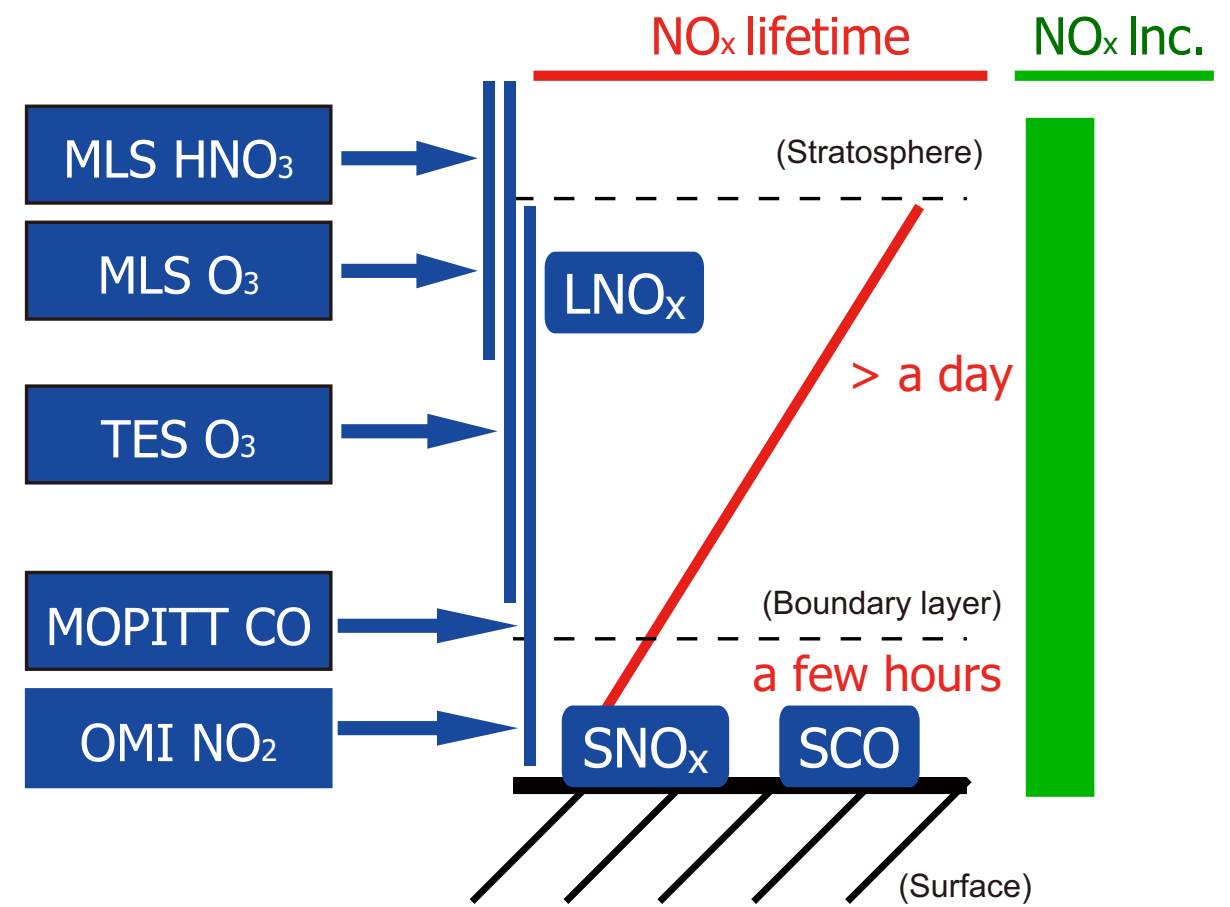 NOx lifetime
NOx Inc.
MLS HNO3
(Stratosphere)
MLS O3
LNOx
> a day
TES O3
MOPITT CO
(Boundary layer)
a few hours
OMI NO2
SNOx
SCO
(Surface)